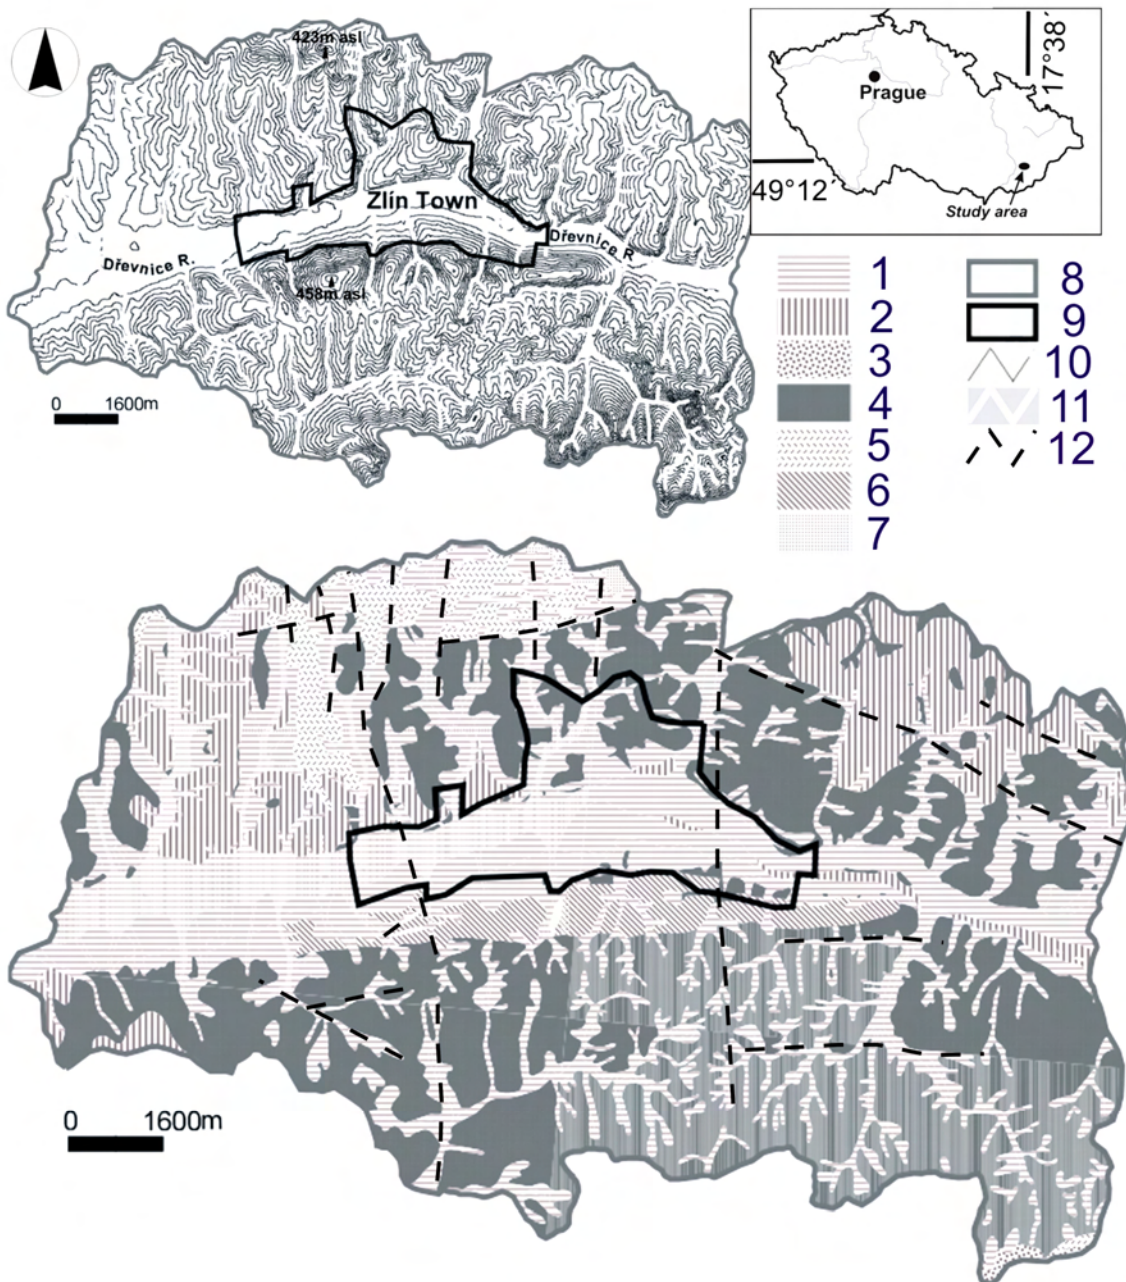 423m asl
Zlín Town
Dřevnice R.
Dřevnice R.
458m asl
0 1600m
Prague
17°38´
49°12´
Study area
1
2
3
4
5
6
7
8
9
10
11
12
0 1600m